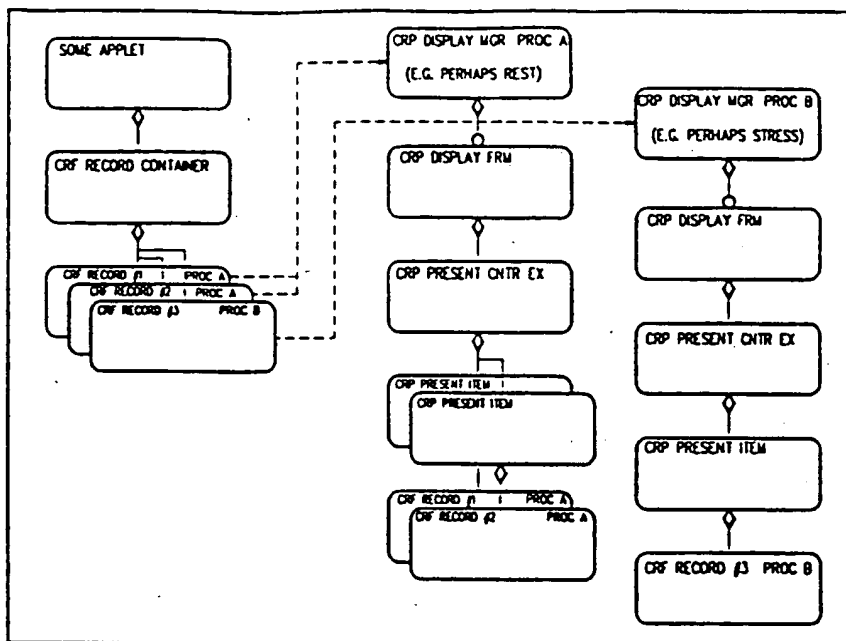 SOME APPLET
CRF RECORD CONTAINER
CRF RECORD #1 PROC A
CRF RECORD #2 PROC A
CRF RECORD #3 PROC B
CRP DISPLAY MGR PROC A
(E.G. PERHAPS REST)
CRP DISPLAY FRM
CRP PRESENT CNTR EX
CRP PRESENT ITEM
CRP PRESENT ITEM
CRF RECORD #1 PROC A
CRF RECORD #2 PROC A
CRP DISPLAY MGR PROC B
(E.G. PERHAPS STRESS)
CRP DISPLAY FRM
CRP PRESENT CNTR EX
CRP PRESENT ITEM
CRF RECORD #3 PROC B